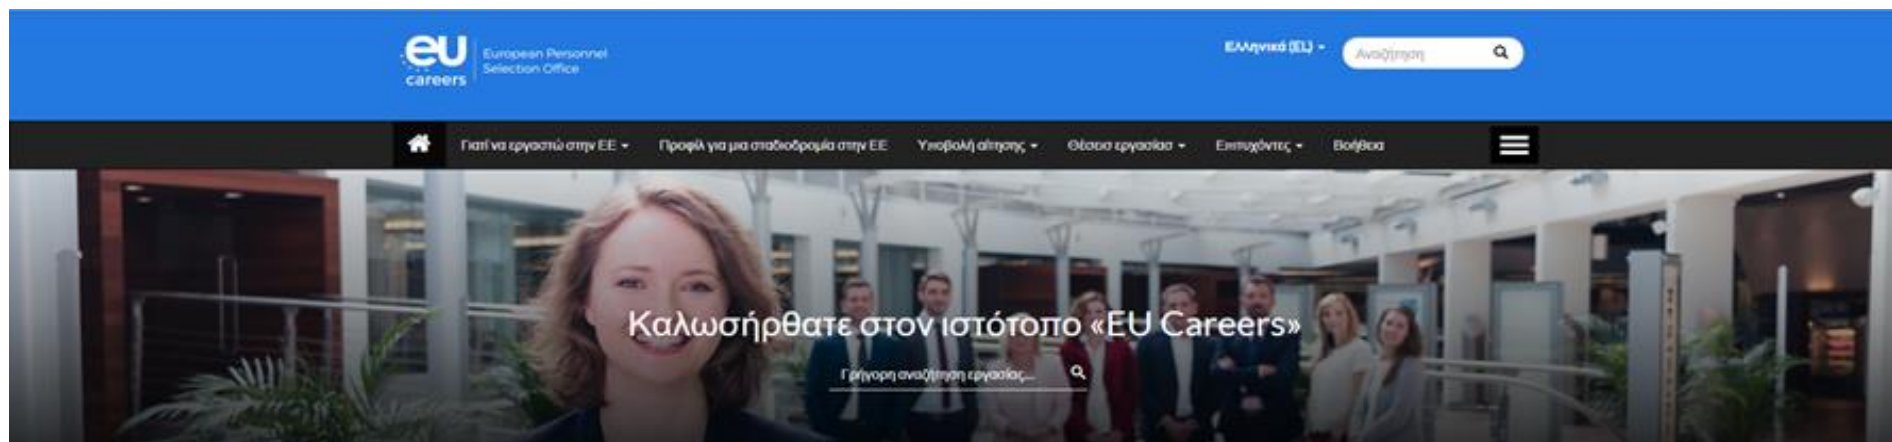 eu
careers
European Personnel
Selection Office
Ελληνικά (EL)
Αναζήτηση
Γιατί να εργαστώ στην ΕΕ
Προφίλ για μια σταδιοδρομία στην ΕΕ
Υποβολή αίτησης
Θέσεισ εργασίασ
Επιτυχόντες
Βοήθεια
Καλωσήρθατε στον ιστότοπο «EU Careers»
Γρήγορη αναζήτηση εργασίας...